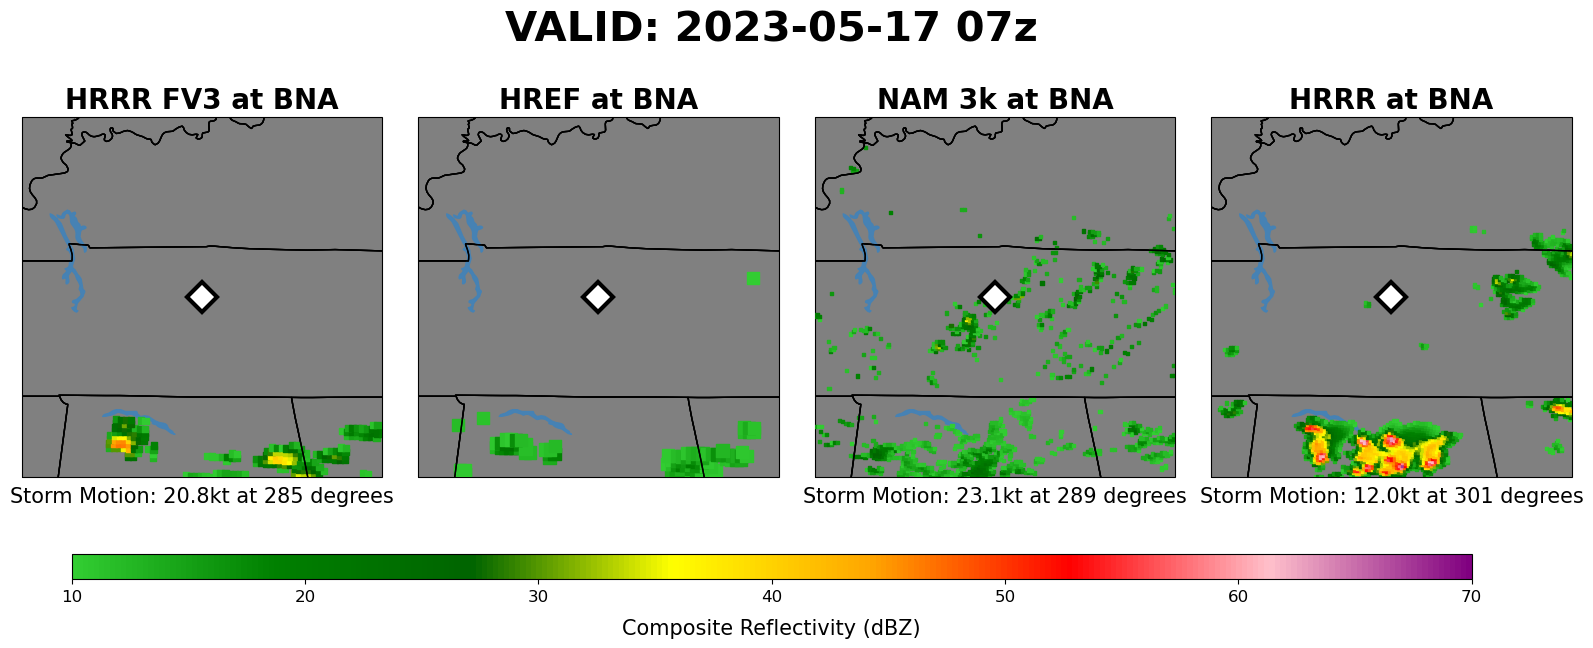 VALID: 2023-05-17 07z
HRRR FV3 at BNA
HREF at BNA
NAM 3k at BNA
HRRR at BNA
Storm Motion: 20.8kt at 285 degrees
Storm Motion: 23.1kt at 289 degrees
Storm Motion: 12.0kt at 301 degrees
10 20 30 40 50 60 70
Composite Reflectivity (dBZ)